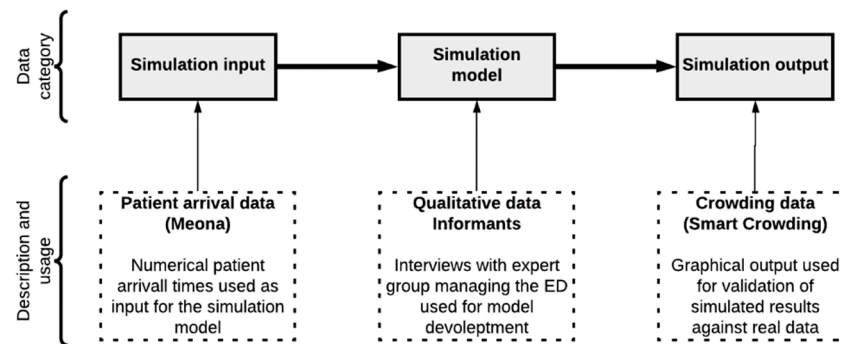 Data
category
Simulation input
Simulation
model
Simulation output
Description and
usage
Patient arrival data
(Meona)
Numerical patient
arrivall times used as
input for the simulation
model
Qualitative data
Informants
Interviews with expert
group managing the ED
used for model
devoleptment
Crowding data
(Smart Crowding)
Graphical output used
for validation of
simulated results
against real data